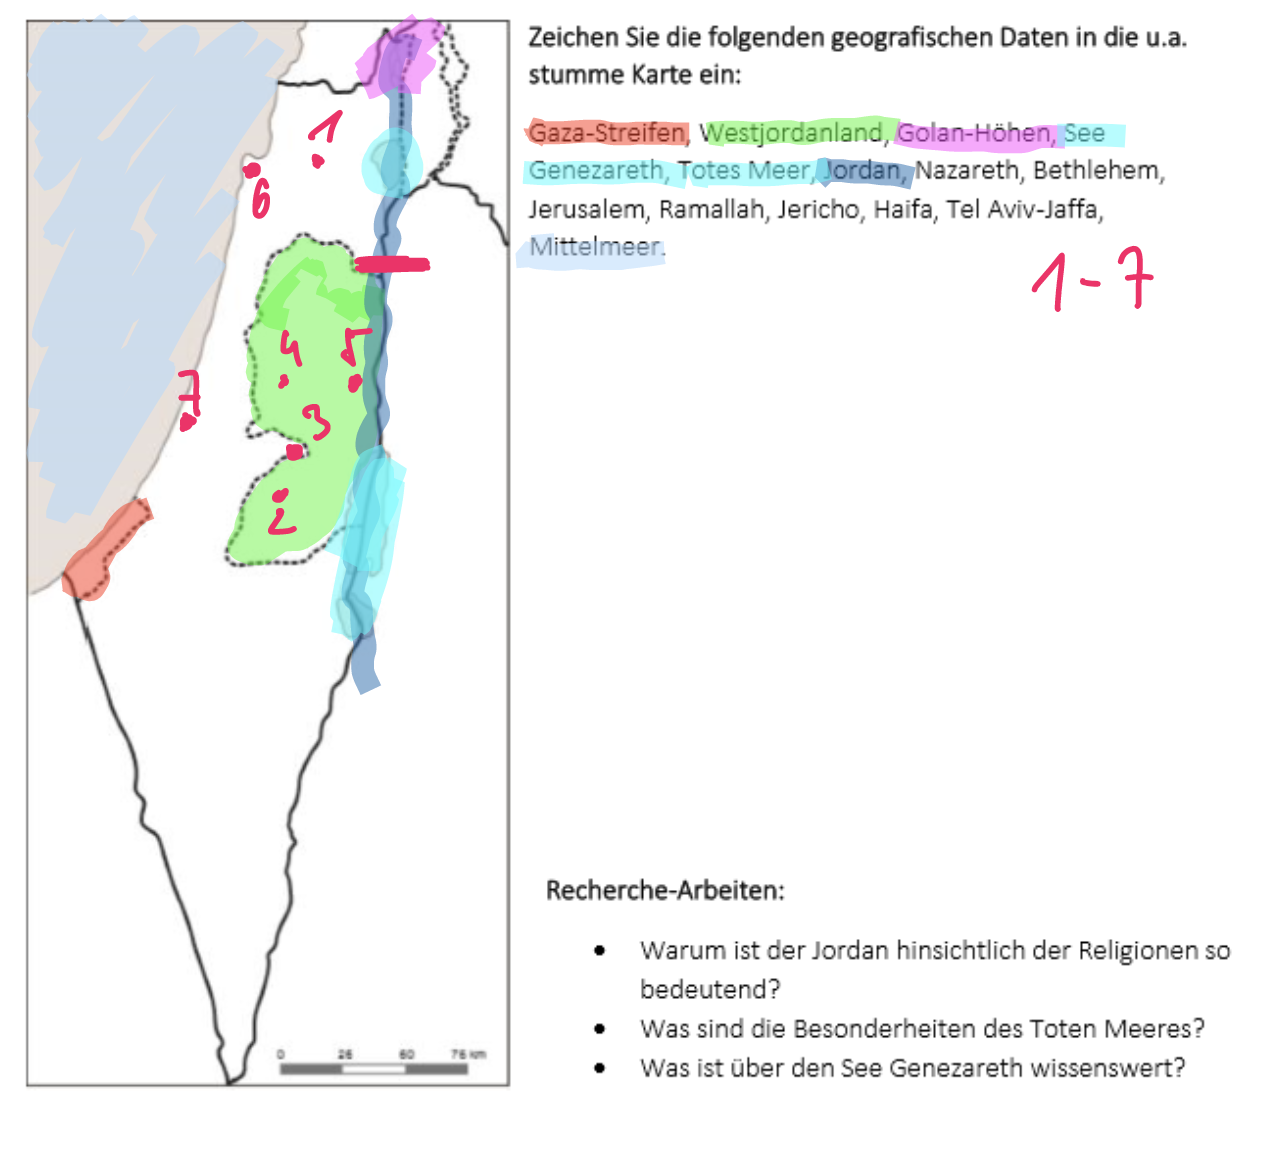 Zeichen Sie die folgenden geografischen Daten in die u.a.
stumme Karte ein:
Gaza-Streifen, Westjordanland, Golan-Höhen, See
Genezareth, Totes Meer, Jordan, Nazareth, Bethlehem,
Jerusalem, Ramallah, Jericho, Haifa, Tel Aviv-Jaffa,
Mittelmeer.
1-7
1
6
4
5
7
3
2
Recherche-Arbeiten:
• Warum ist der Jordan hinsichtlich der Religionen so
bedeutend?
• Was sind die Besonderheiten des Toten Meeres?
• Was ist über den See Genezareth wissenswert?
0 25 50 75 km